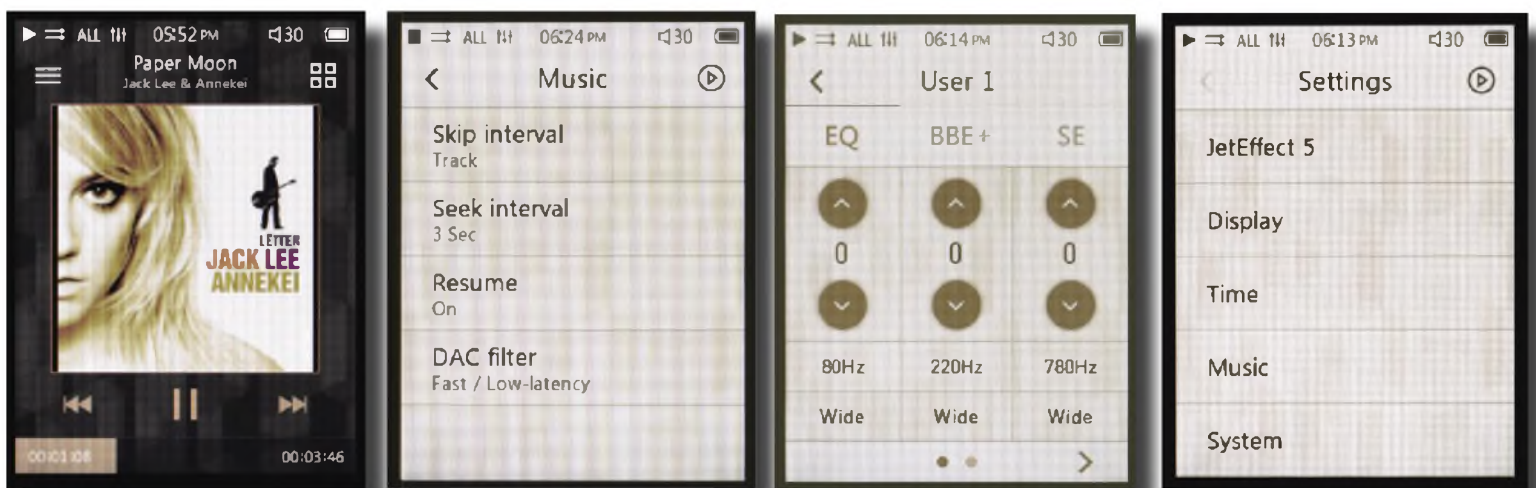 ALL 05:52 PM 30
Paper Moon
Jack Lee & Annekei
LETTER
JACK LEE
ANNEKEI
00:01:08 00:03:46
ALL 06:24 PM 30
Music
Skip interval
Track
Seek interval
3 Sec
Resume
On
DAC filter
Fast / Low-latency
ALL 06:14 PM 30
User 1
EQ BBE+ SE
0 0 0
80Hz 220Hz 780Hz
Wide Wide Wide
ALL 06:13 PM 30
Settings
JetEffect 5
Display
Time
Music
System